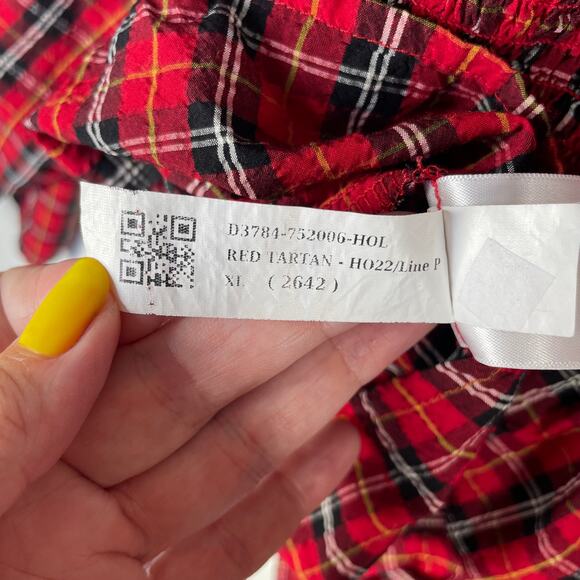 D3784-752006-HOL
RED TARTAN - HO22/Line P
XL ( 2642 )